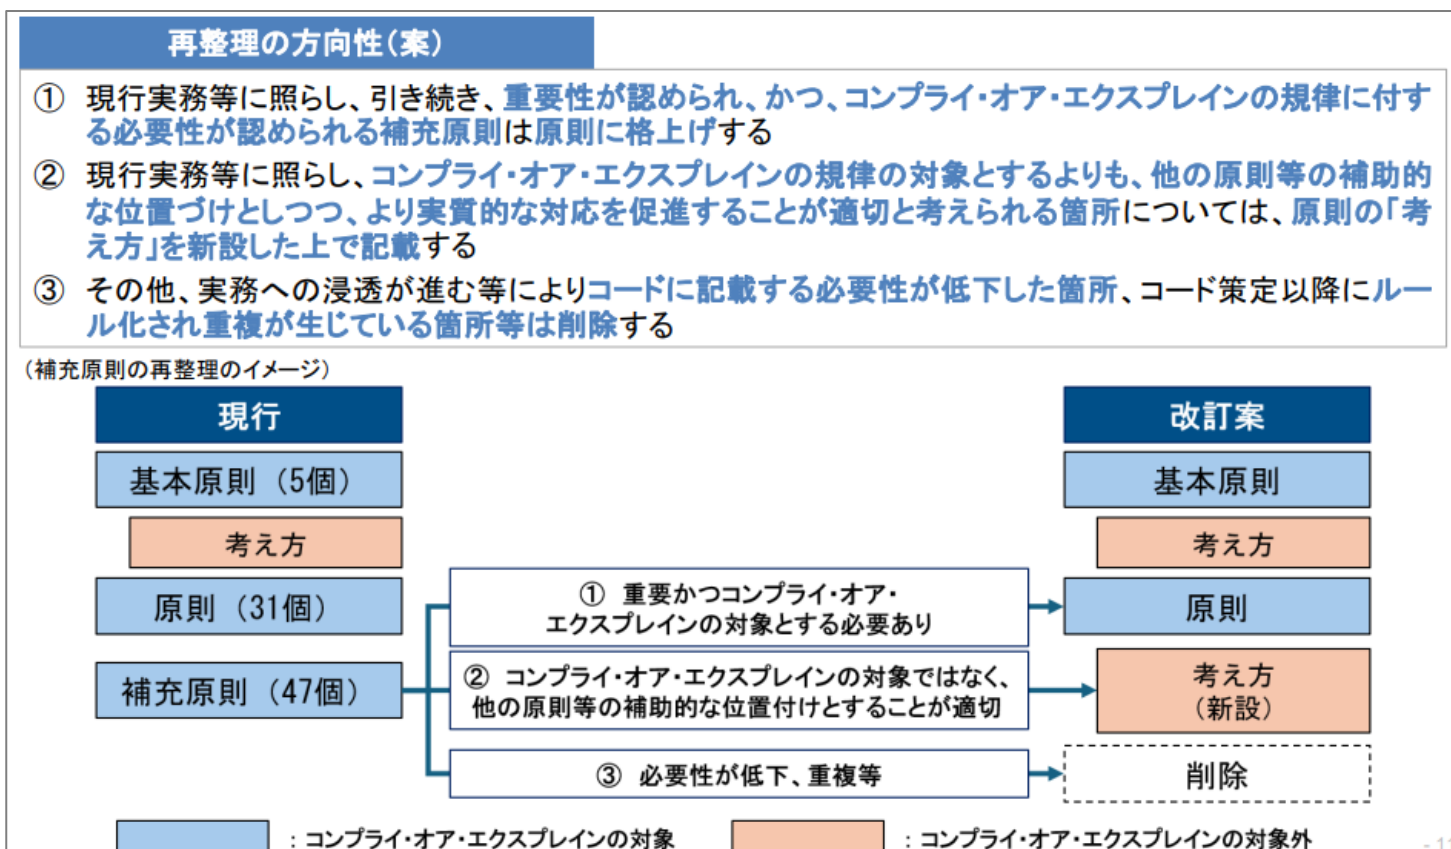 再整理の方向性(案)
① 現行実務等に照らし、引き続き、重要性が認められ、かつ、コンプライ・オア・エクスプレインの規律に付す
る必要性が認められる補充原則は原則に格上げする
② 現行実務等に照らし、コンプライ・オア・エクスプレインの規律の対象とするよりも、他の原則等の補助的
な位置づけとしつつ、より実質的な対応を促進することが適切と考えられる箇所については、原則の「考
え方」を新設した上で記載する
③ その他、実務への浸透が進む等によりコードに記載する必要性が低下した箇所、コード策定以降にルー
ル化され重複が生じている箇所等は削除する
(補充原則の再整理のイメージ)
現行
改訂案
基本原則(5個)
基本原則
考え方
考え方
原則(31個)
① 重要かつコンプライ・オア・
エクスプレインの対象とする必要あり
原則
補充原則(47個)
② コンプライ・オア・エクスプレインの対象ではなく、
他の原則等の補助的な位置付けとすることが適切
考え方
(新設)
③ 必要性が低下、重複等
削除
:コンプライ・オア・エクスプレインの対象
:コンプライ・オア・エクスプレインの対象外